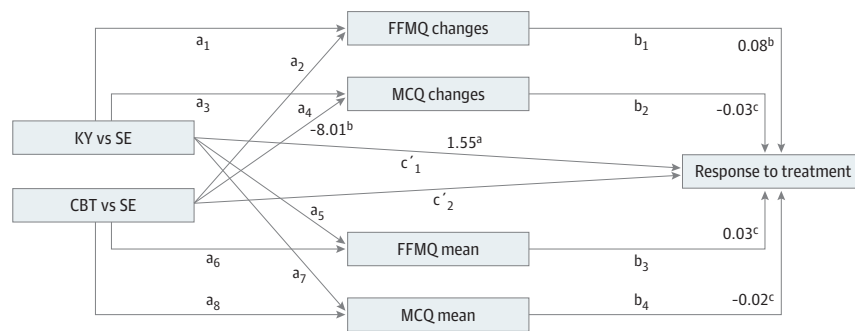 FFMQ changes
a₁
b₁
0.08ᵇ
a₂
MCQ changes
a₃
a₄
b₂
-0.03ᶜ
-8.01ᵇ
KY vs SE
1.55ᵃ
c´₁
Response to treatment
CBT vs SE
c´₂
a₅
0.03ᶜ
FFMQ mean
a₆
a₇
b₃
MCQ mean
a₈
b₄
-0.02ᶜ